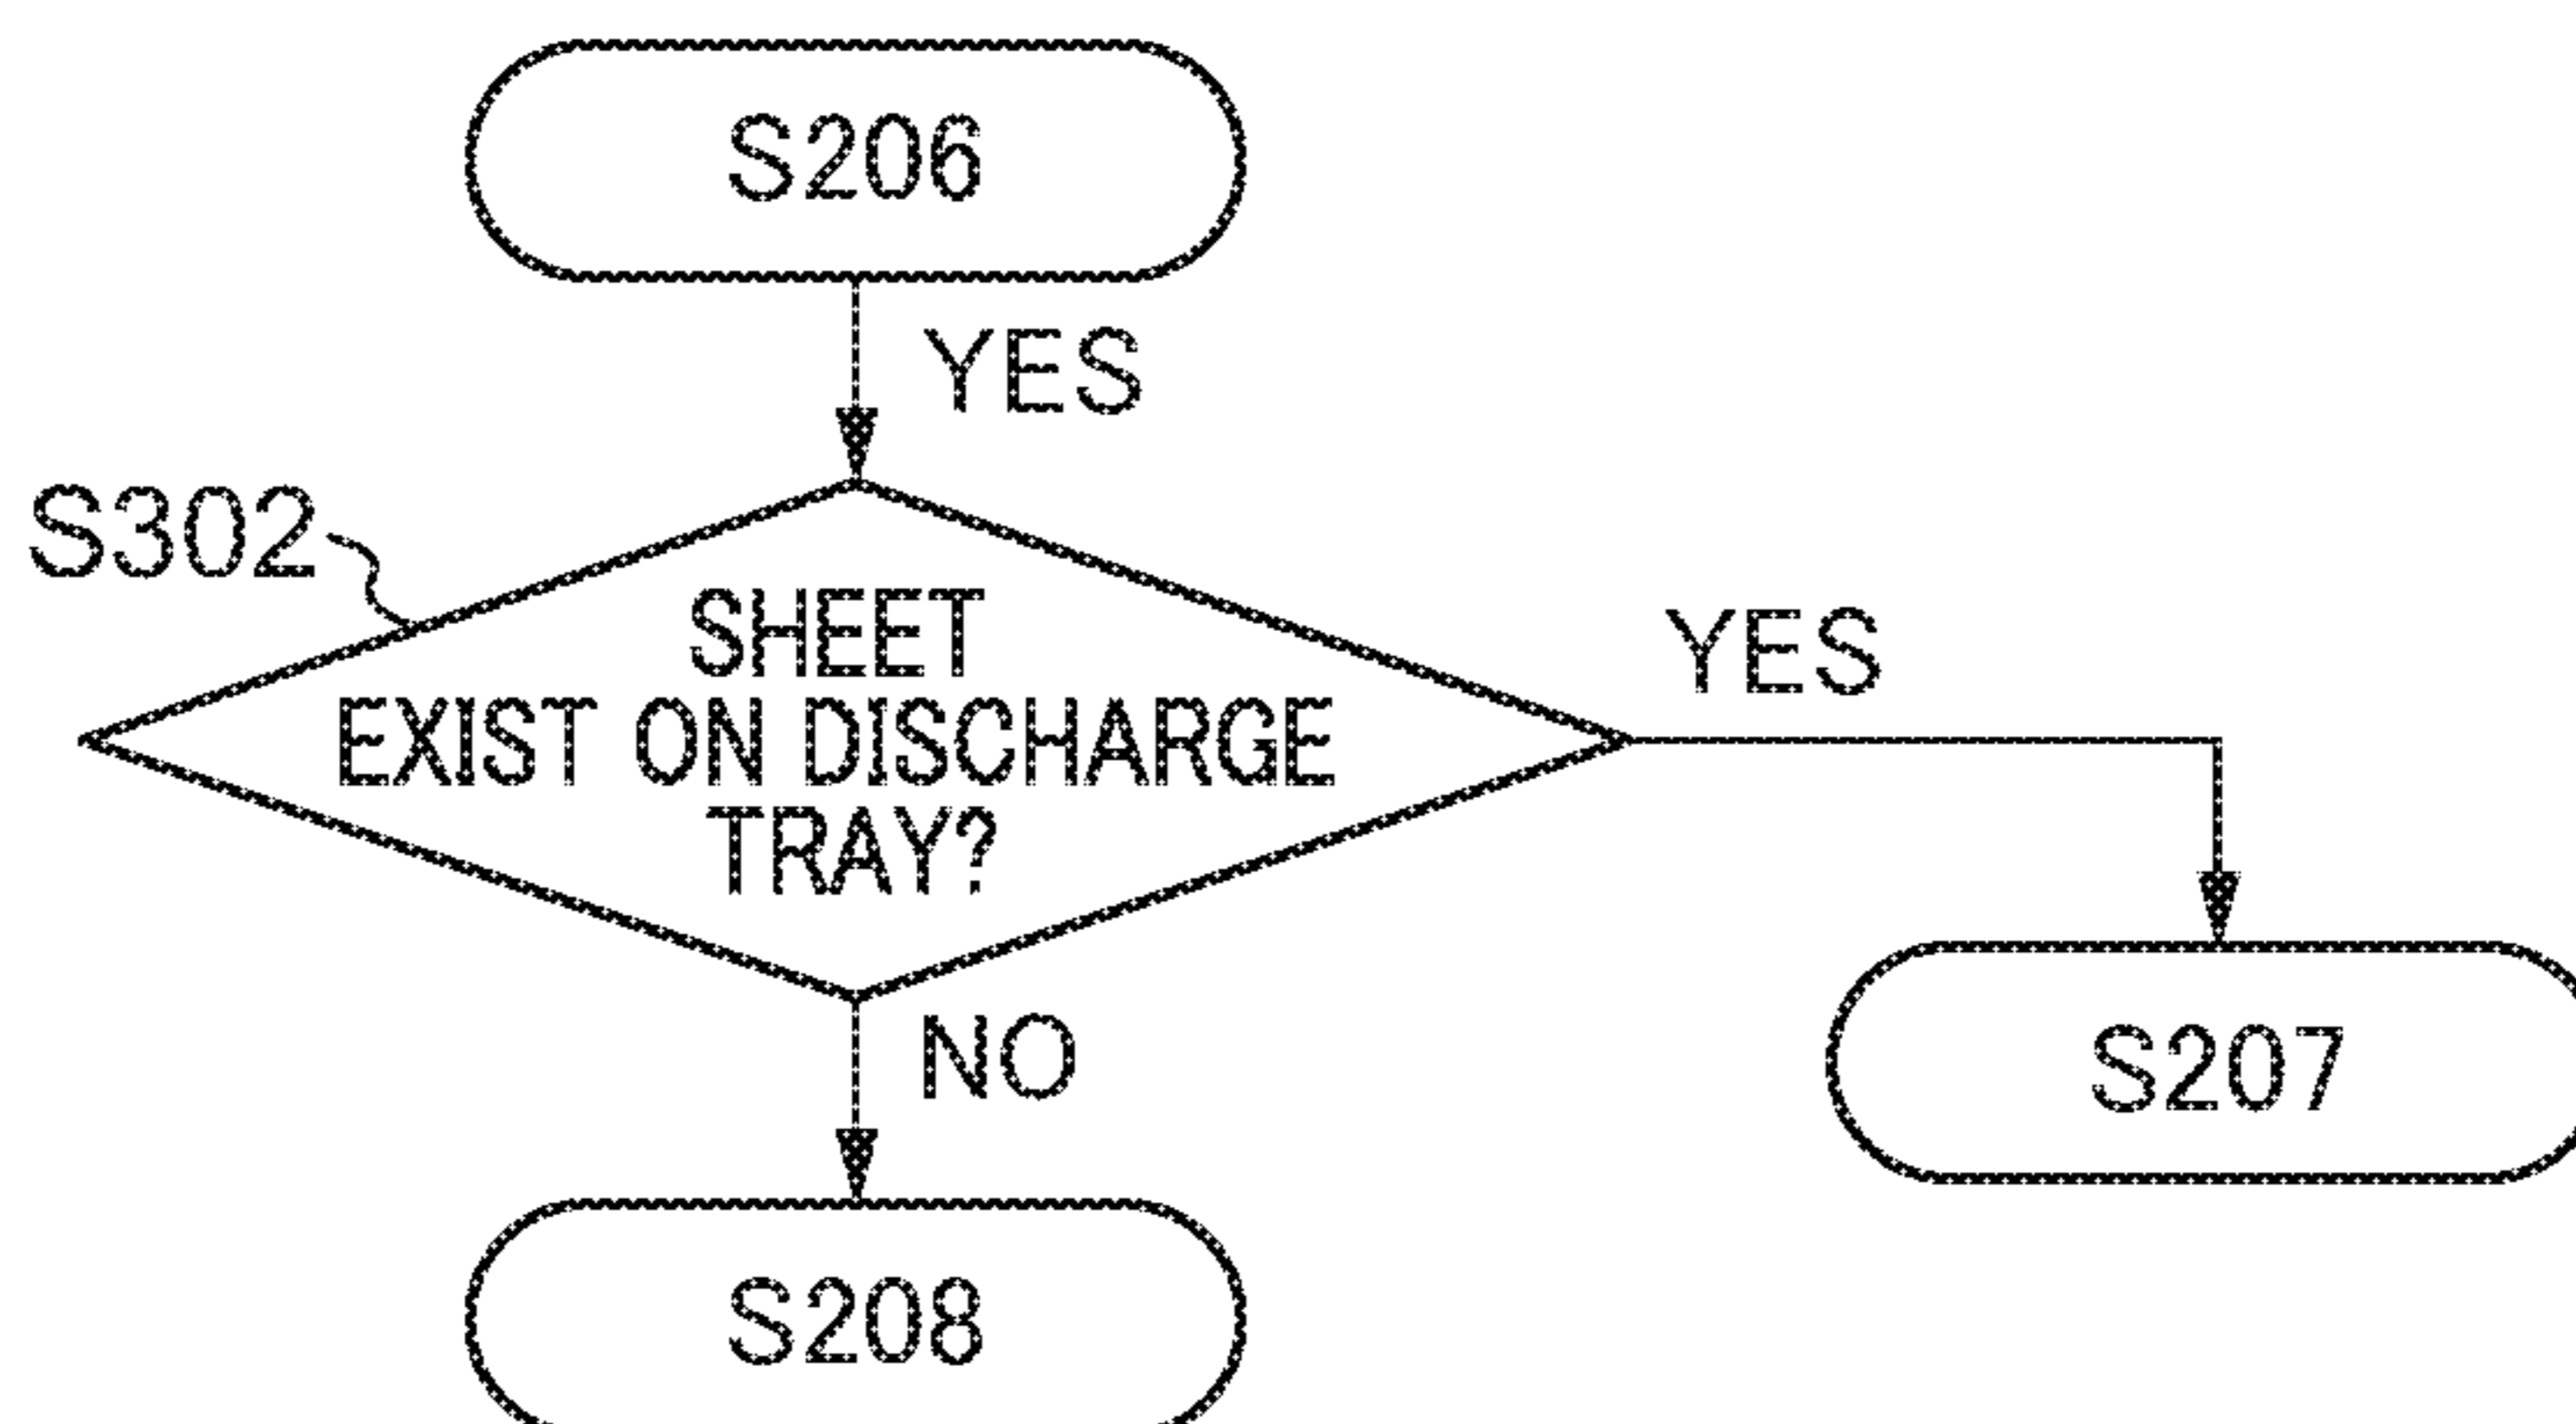 S206
YES
S302
SHEET
EXIST ON DISCHARGE
TRAY?
YES
NO
S207
S208